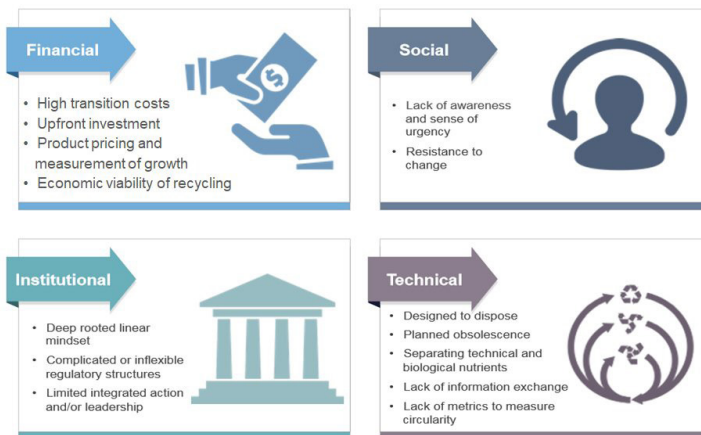 Financial
• High transition costs
• Upfront investment
• Product pricing and
measurement of growth
• Economic viability of recycling
$
Social
• Lack of awareness
and sense of
urgency
• Resistance to
change
Institutional
• Deep rooted linear
mindset
• Complicated or inflexible
regulatory structures
• Limited integrated action
and/or leadership
Technical
• Designed to dispose
• Planned obsolescence
• Separating technical and
biological nutrients
• Lack of information exchange
• Lack of metrics to measure
circularity